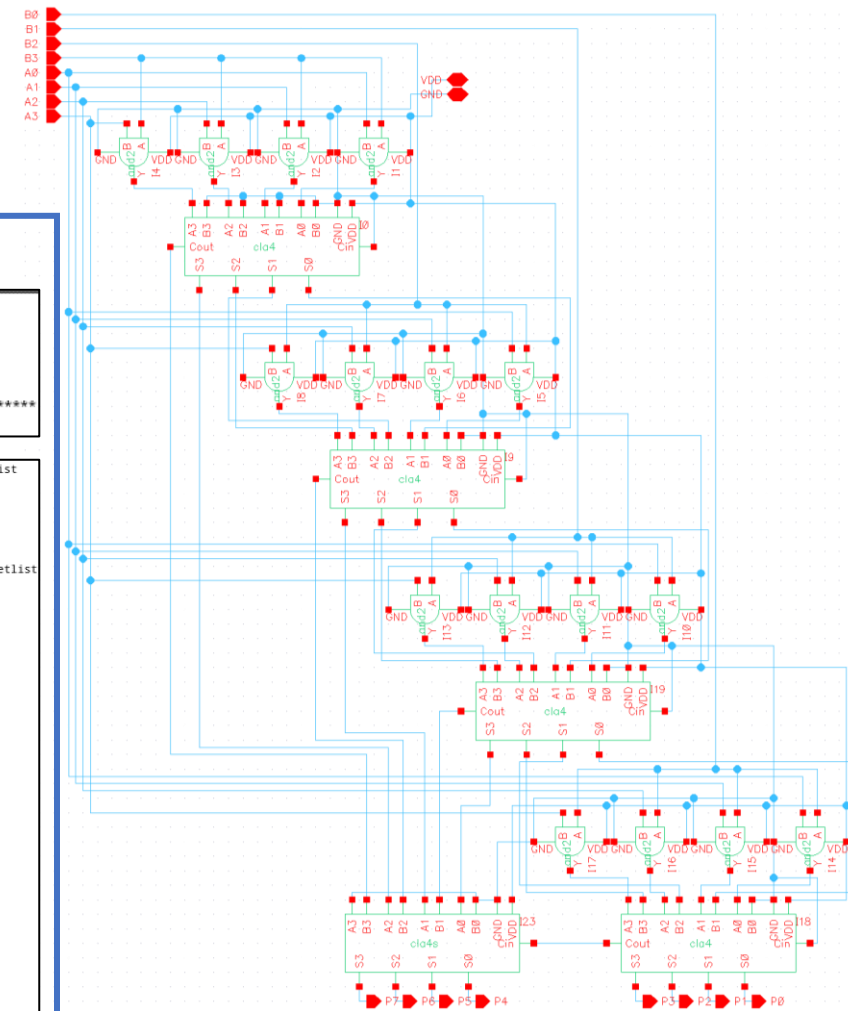 B0
B1
B2
B3
A0
A1
A2
A3
VDD
GND
GND B A and2 Y VDD I4
GND B A and2 Y VDD I3
GND B A and2 Y VDD I2
GND B A and2 Y VDD I1
A3 B3 A2 B2 A1 B1 A0 B0 GND VDD I0
Cout cla4 Cin
S3 S2 S1 S0
GND B A and2 Y VDD I8
GND B A and2 Y VDD I7
GND B A and2 Y VDD I6
GND B A and2 Y VDD I5
*****
A3 B3 A2 B2 A1 B1 A0 B0 GND VDD I9
ist
Cout cla4 Cin
S3 S2 S1 S0
etlist
GND B A and2 Y VDD I13
GND B A and2 Y VDD I12
GND B A and2 Y VDD I11
GND B A and2 Y VDD I10
A3 B3 A2 B2 A1 B1 A0 B0 GND VDD I19
Cout cla4 Cin
S3 S2 S1 S0
GND B A and2 Y VDD I17
GND B A and2 Y VDD I16
GND B A and2 Y VDD I15
GND B A and2 Y VDD I14
A3 B3 A2 B2 A1 B1 A0 B0 GND VDD I23
cla4s Cin
S3 S2 S1 S0
P7 P6 P5 P4
A3 B3 A2 B2 A1 B1 A0 B0 GND VDD I18
Cout cla4 Cin
S3 S2 S1 S0
P3 P2 P1 P0